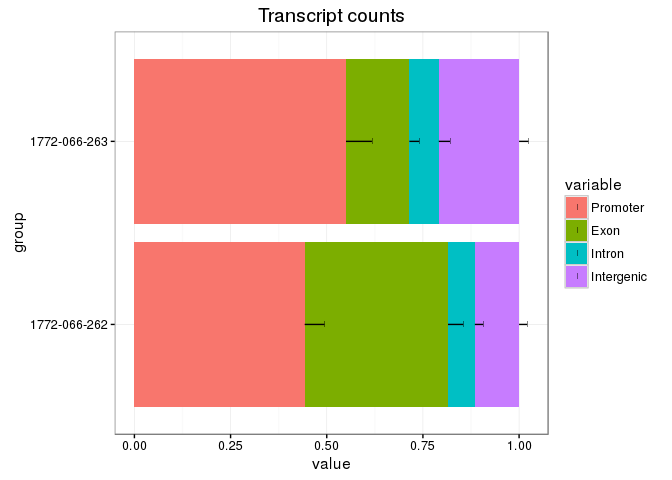 Transcript counts
group
1772-066-263
1772-066-262
0.00 0.25 0.50 0.75 1.00
value
variable
Promoter
Exon
Intron
Intergenic